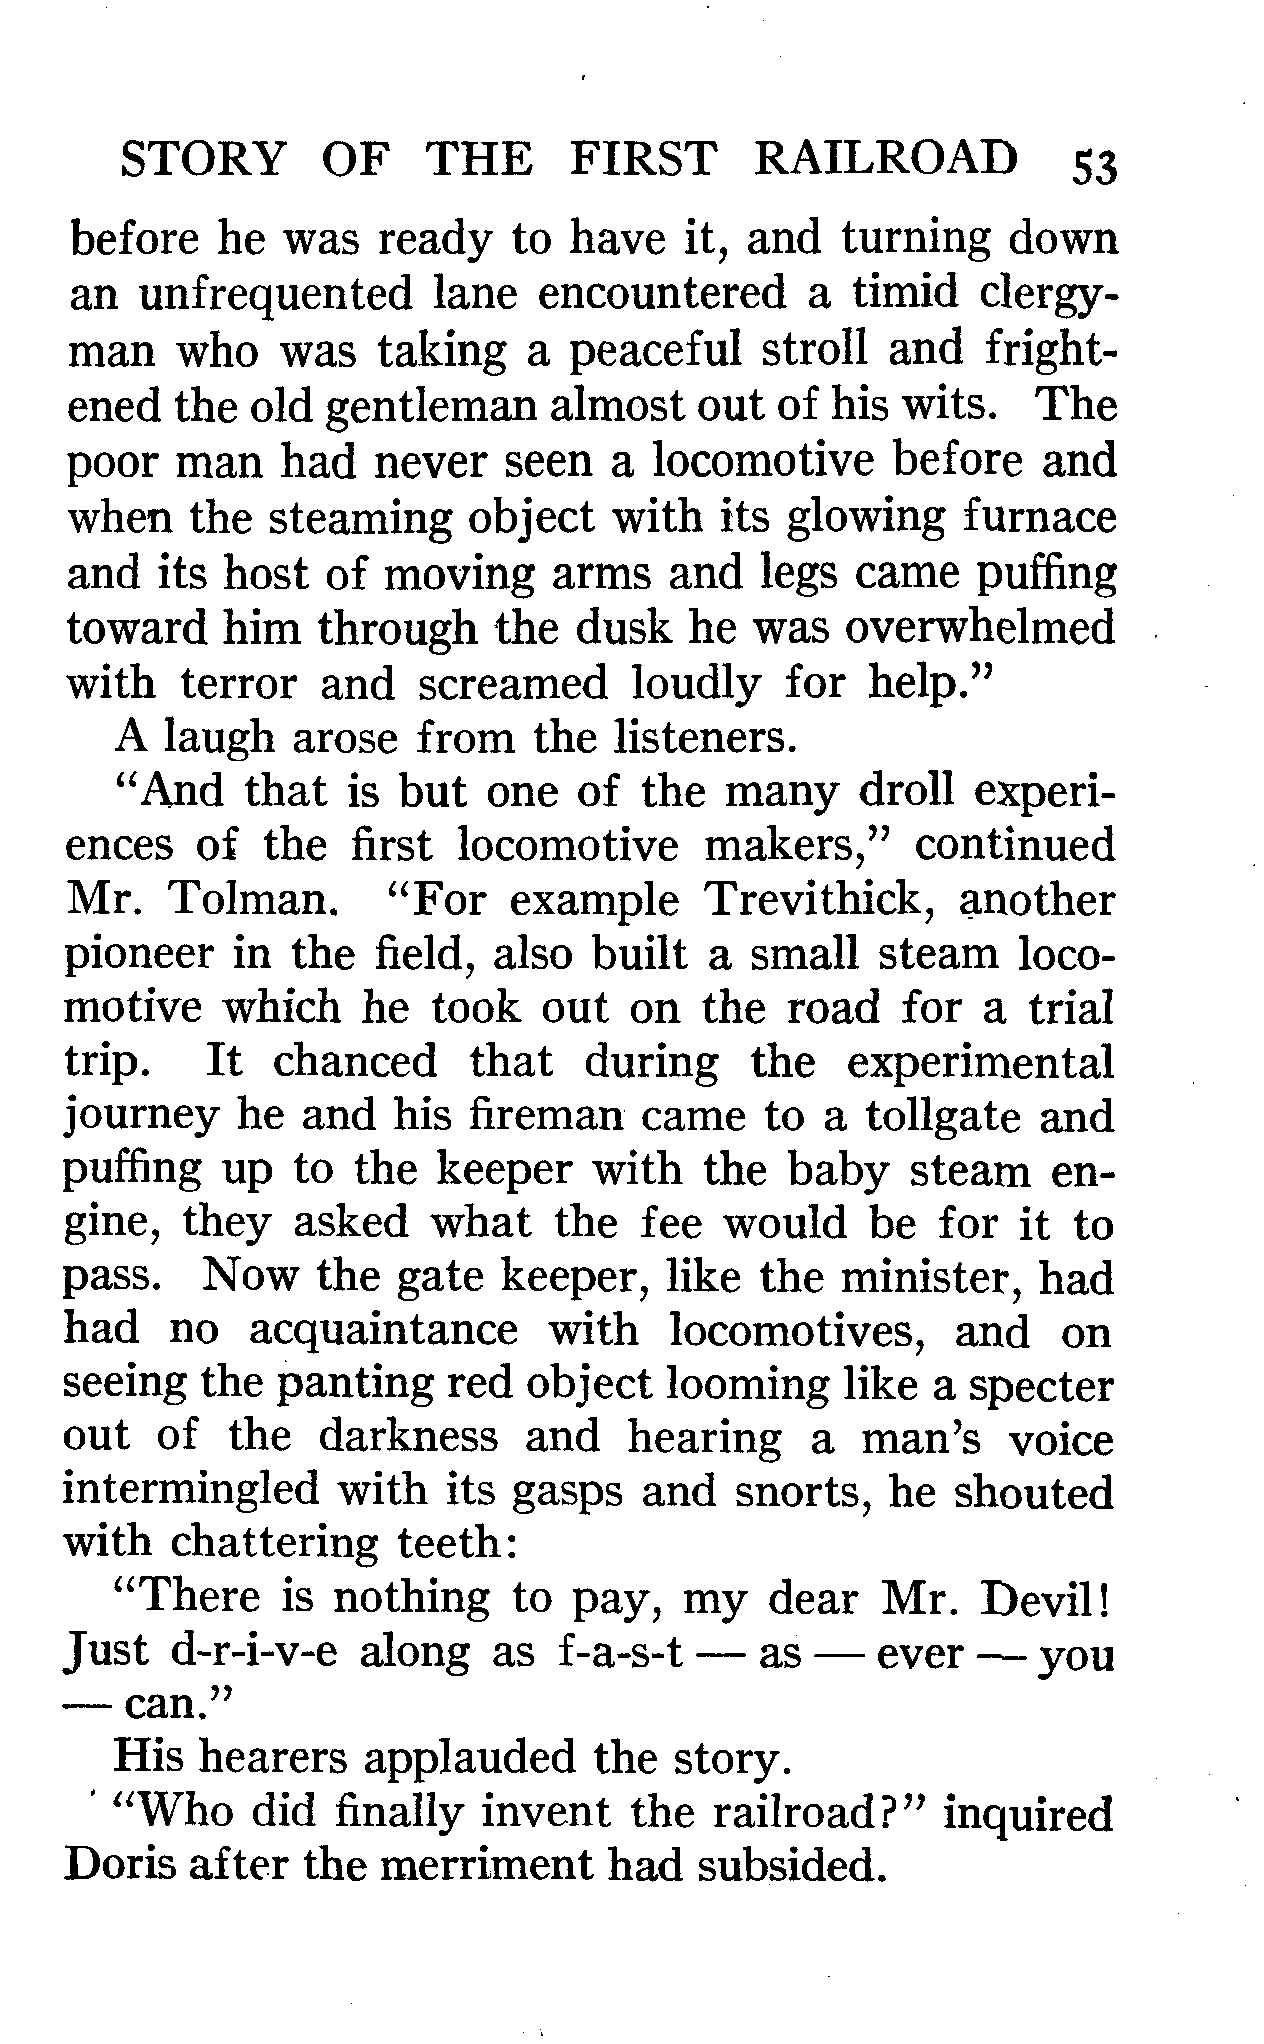 STORY OF THE FIRST RAILROAD 53
before he was ready to have it, and turning down
an unfrequented lane encountered a timid clergy-
man who was taking a peaceful stroll and fright-
ened the old gentleman almost out of his wits. The
poor man had never seen a locomotive before and
when the steaming object with its glowing furnace
and its host of moving arms and legs came puffing
toward him through the dusk he was overwhelmed
with terror and screamed loudly for help.”
A laugh arose from the listeners.
“And that is but one of the many droll experi-
ences of the first locomotive makers,” continued
Mr. Tolman. “For example Trevithick, another
pioneer in the field, also built a small steam loco-
motive which he took out on the road for a trial
trip. It chanced that during the experimental
journey he and his fireman came to a tollgate and
puffing up to the keeper with the baby steam en-
gine, they asked what the fee would be for it to
pass. Now the gate keeper, like the minister, had
had no acquaintance with locomotives, and on
seeing the panting red object looming like a specter
out of the darkness and hearing a man’s voice
intermingled with its gasps and snorts, he shouted
with chattering teeth:
“There is nothing to pay, my dear Mr. Devil!
Just d-r-i-v-e along as f-a-s-t — as — ever — you
— can.”
His hearers applauded the story.
“Who did finally invent the railroad?” inquired
Doris after the merriment had subsided.